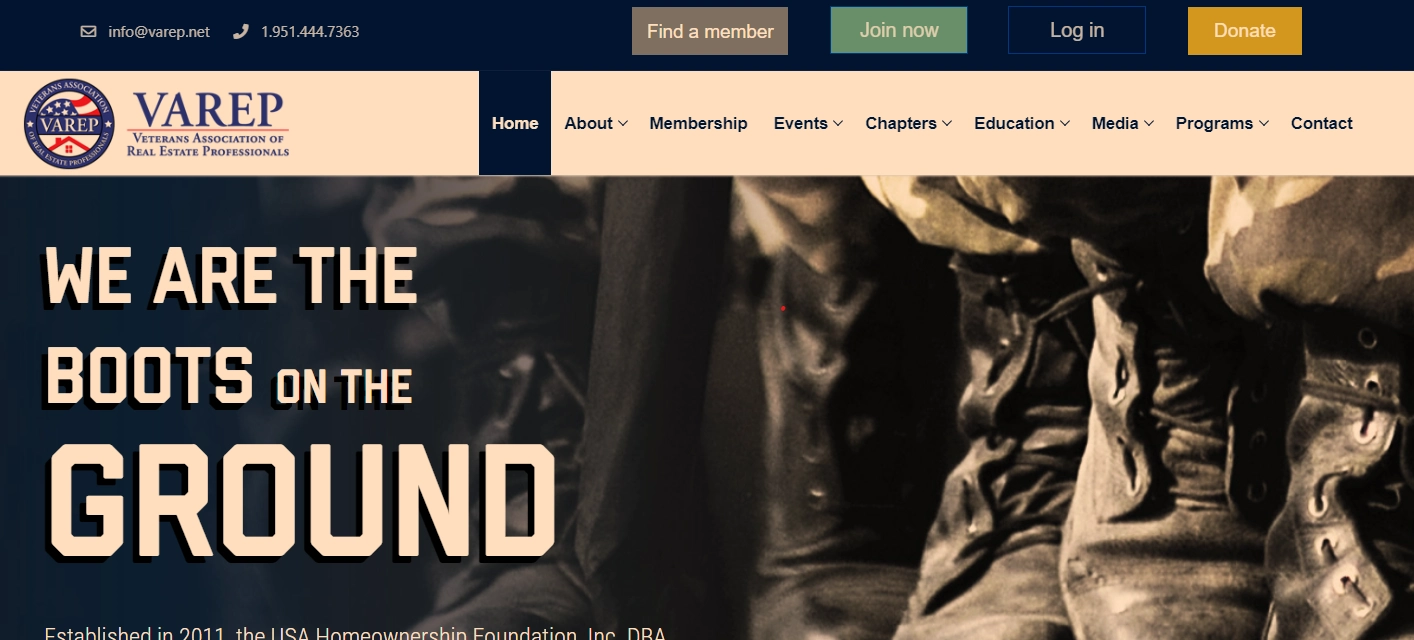 info@varep.net 1.951.444.7363 Find a member Join now Log in Donate
VETERANS ASSOCIATION
VAREP
OF REAL ESTATE PROFESSIONALS
VAREP
VETERANS ASSOCIATION OF
REAL ESTATE PROFESSIONALS
Home About Membership Events Chapters Education Media Programs Contact
WE ARE THE
BOOTS ON THE
GROUND
Established in 2011, the USA Homeownership Foundation, Inc. DBA